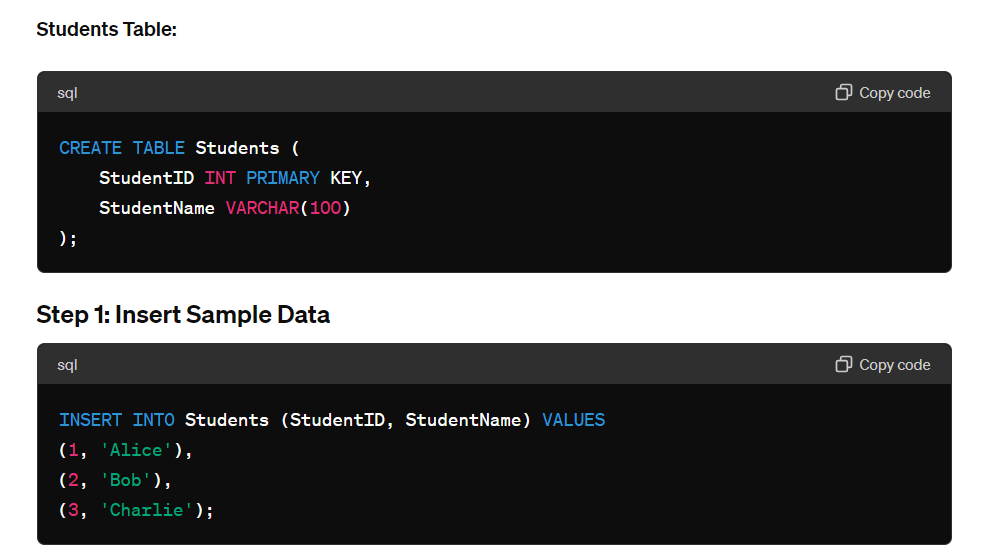 Students Table:
sql
Copy code
CREATE TABLE Students (
    StudentID INT PRIMARY KEY,
    StudentName VARCHAR(100)
);
Step 1: Insert Sample Data
sql
Copy code
INSERT INTO Students (StudentID, StudentName) VALUES
(1, 'Alice'),
(2, 'Bob'),
(3, 'Charlie');